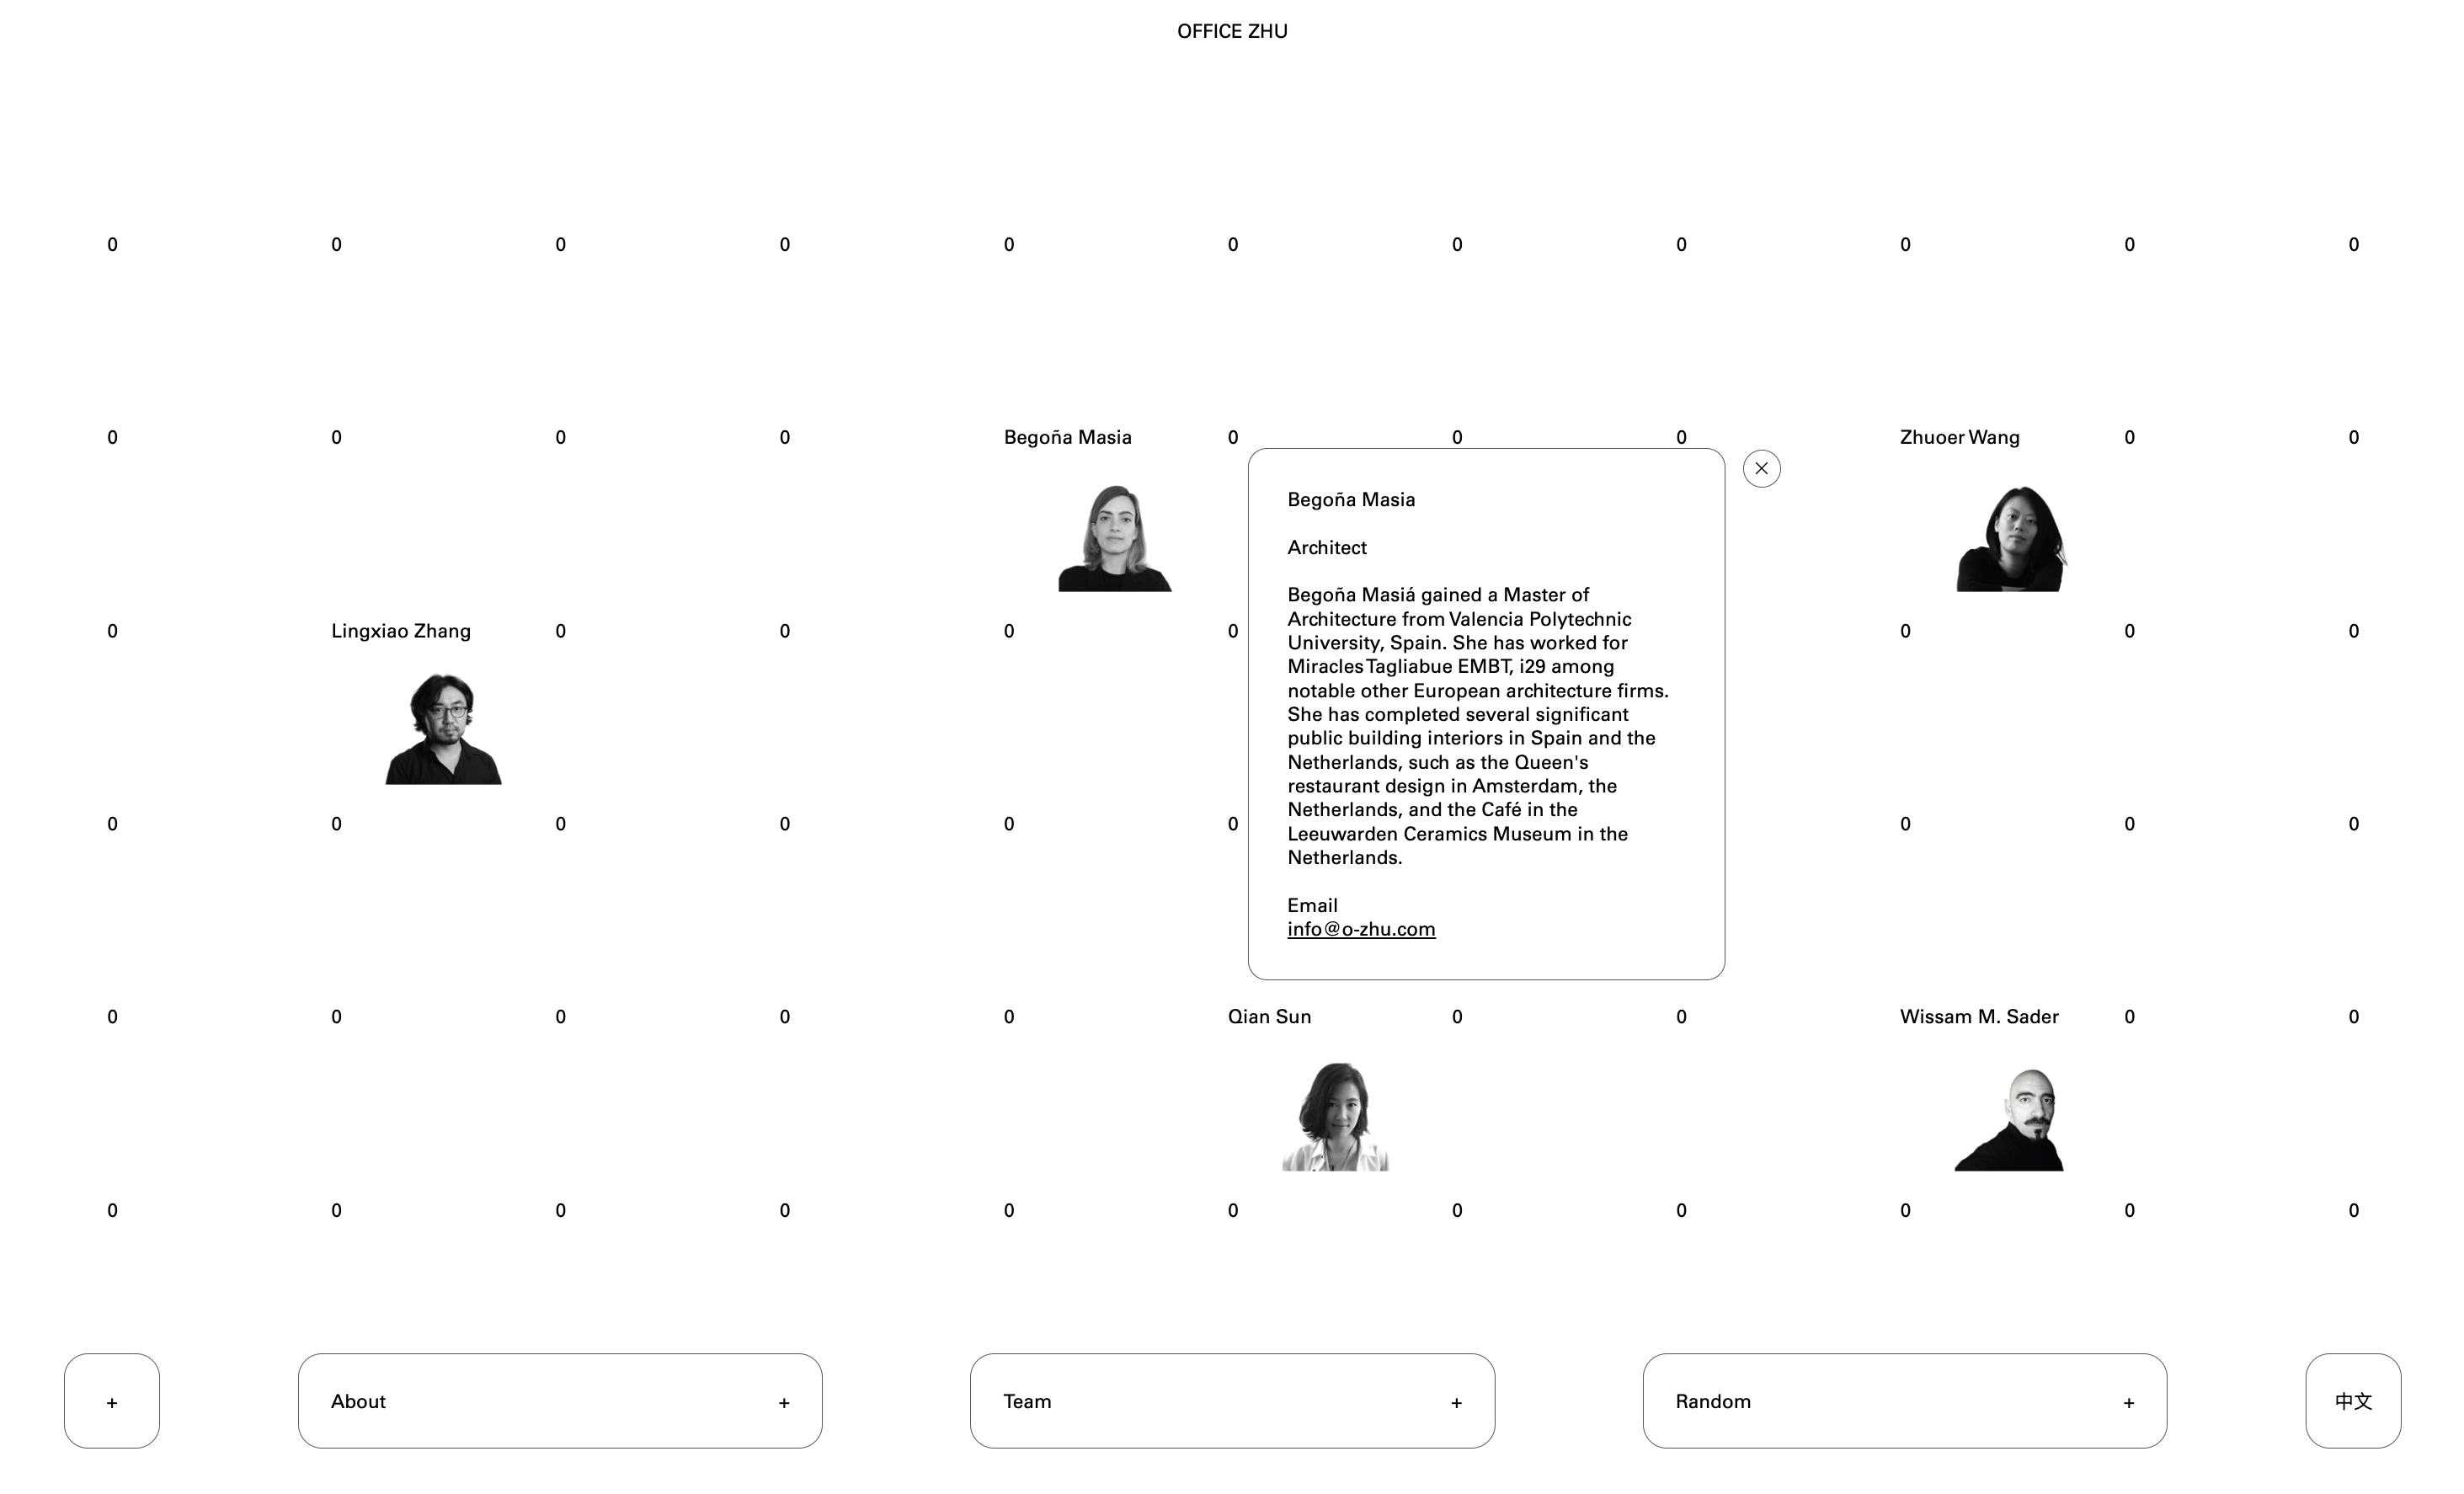 OFFICE ZHU
0 0 0 0 0 0 0 0 0 0 0
0 0 0 0 Begoña Masia 0 0 0 Zhuoer Wang 0 0
Begoña Masia
Architect
Begoña Masiá gained a Master of
Architecture from Valencia Polytechnic
University, Spain. She has worked for
Miracles Tagliabue EMBT, i29 among
notable other European architecture firms.
She has completed several significant
public building interiors in Spain and the
Netherlands, such as the Queen's
restaurant design in Amsterdam, the
Netherlands, and the Café in the
Leeuwarden Ceramics Museum in the
Netherlands.
Email
info@o-zhu.com
0 Lingxiao Zhang 0 0 0 0 0 0 0
0 0 0 0 0 0 0 0 0
0 0 0 0 0 Qian Sun 0 0 Wissam M. Sader 0 0
0 0 0 0 0 0 0 0 0 0 0
+ About + Team + Random + 中文